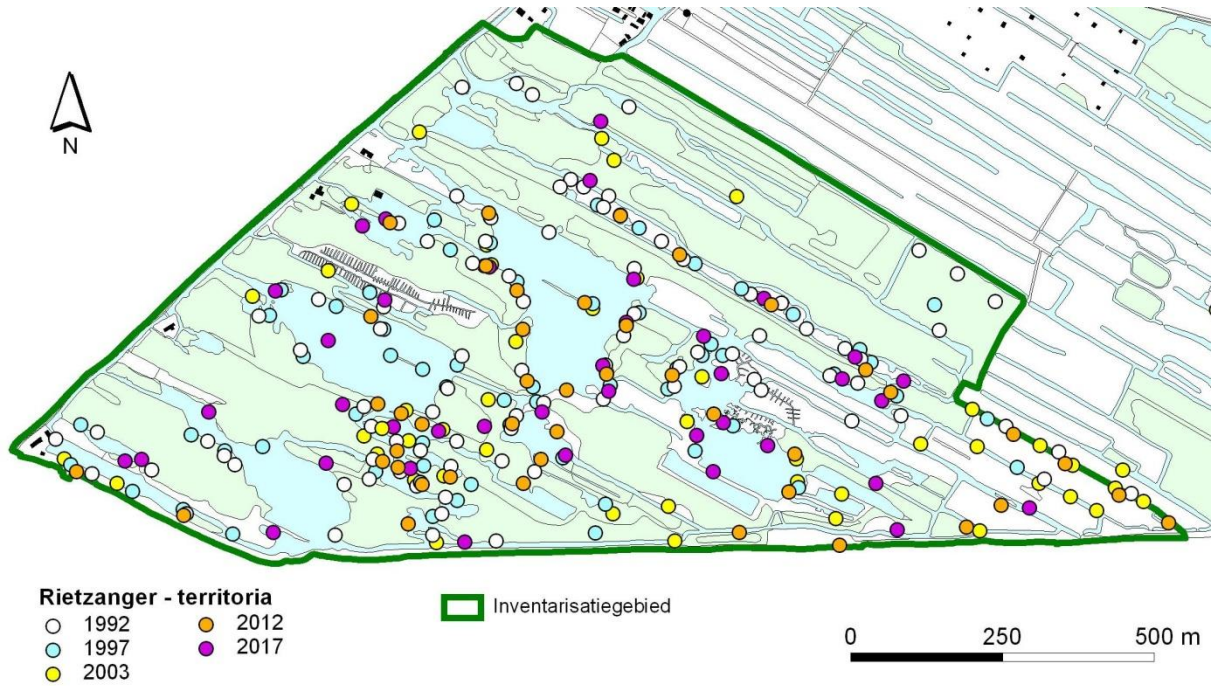 N
Rietzanger - territoria
1992
1997
2003
2012
2017
Inventarisatiegebied
0 250 500 m